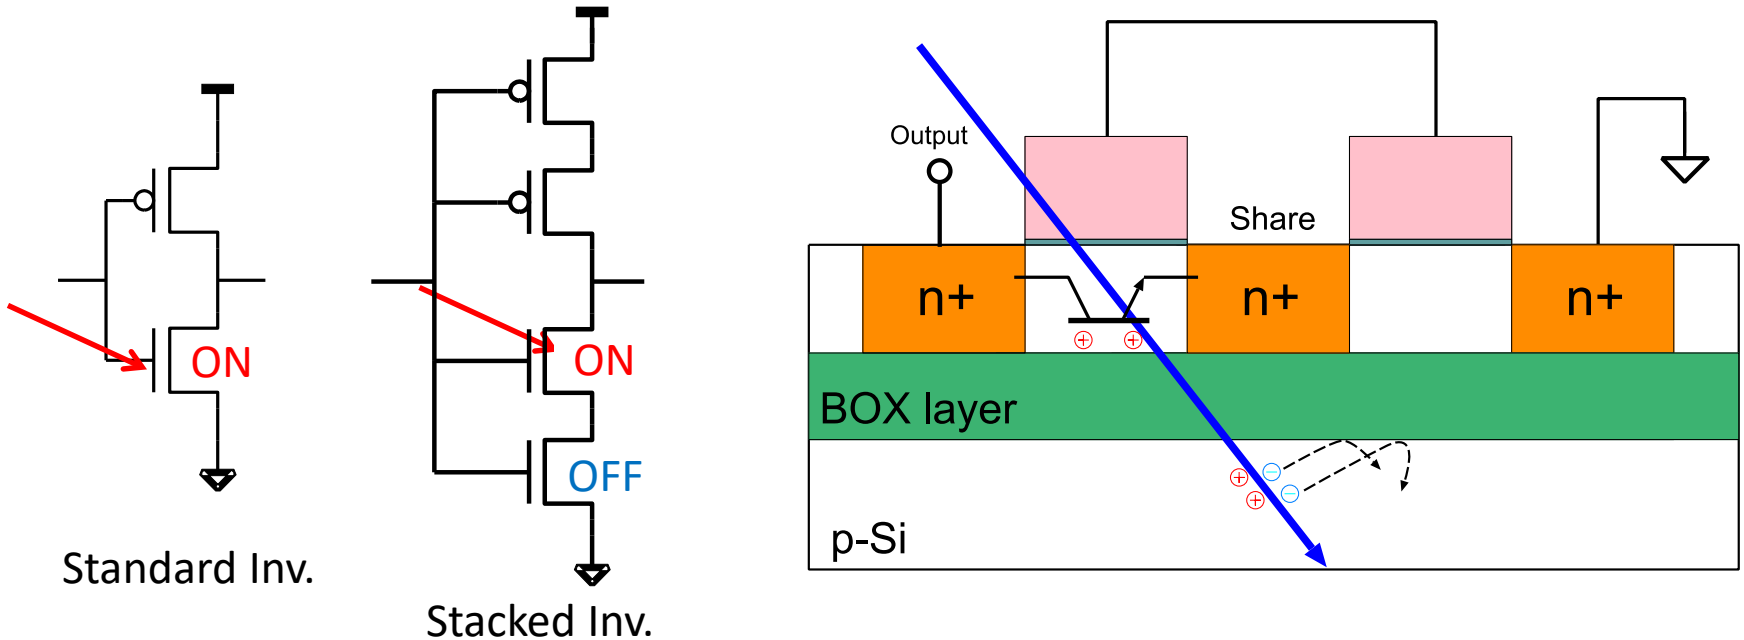 ON
Standard Inv.
ON
OFF
Stacked Inv.
Output
Share
n+
n+
n+
BOX layer
p-Si